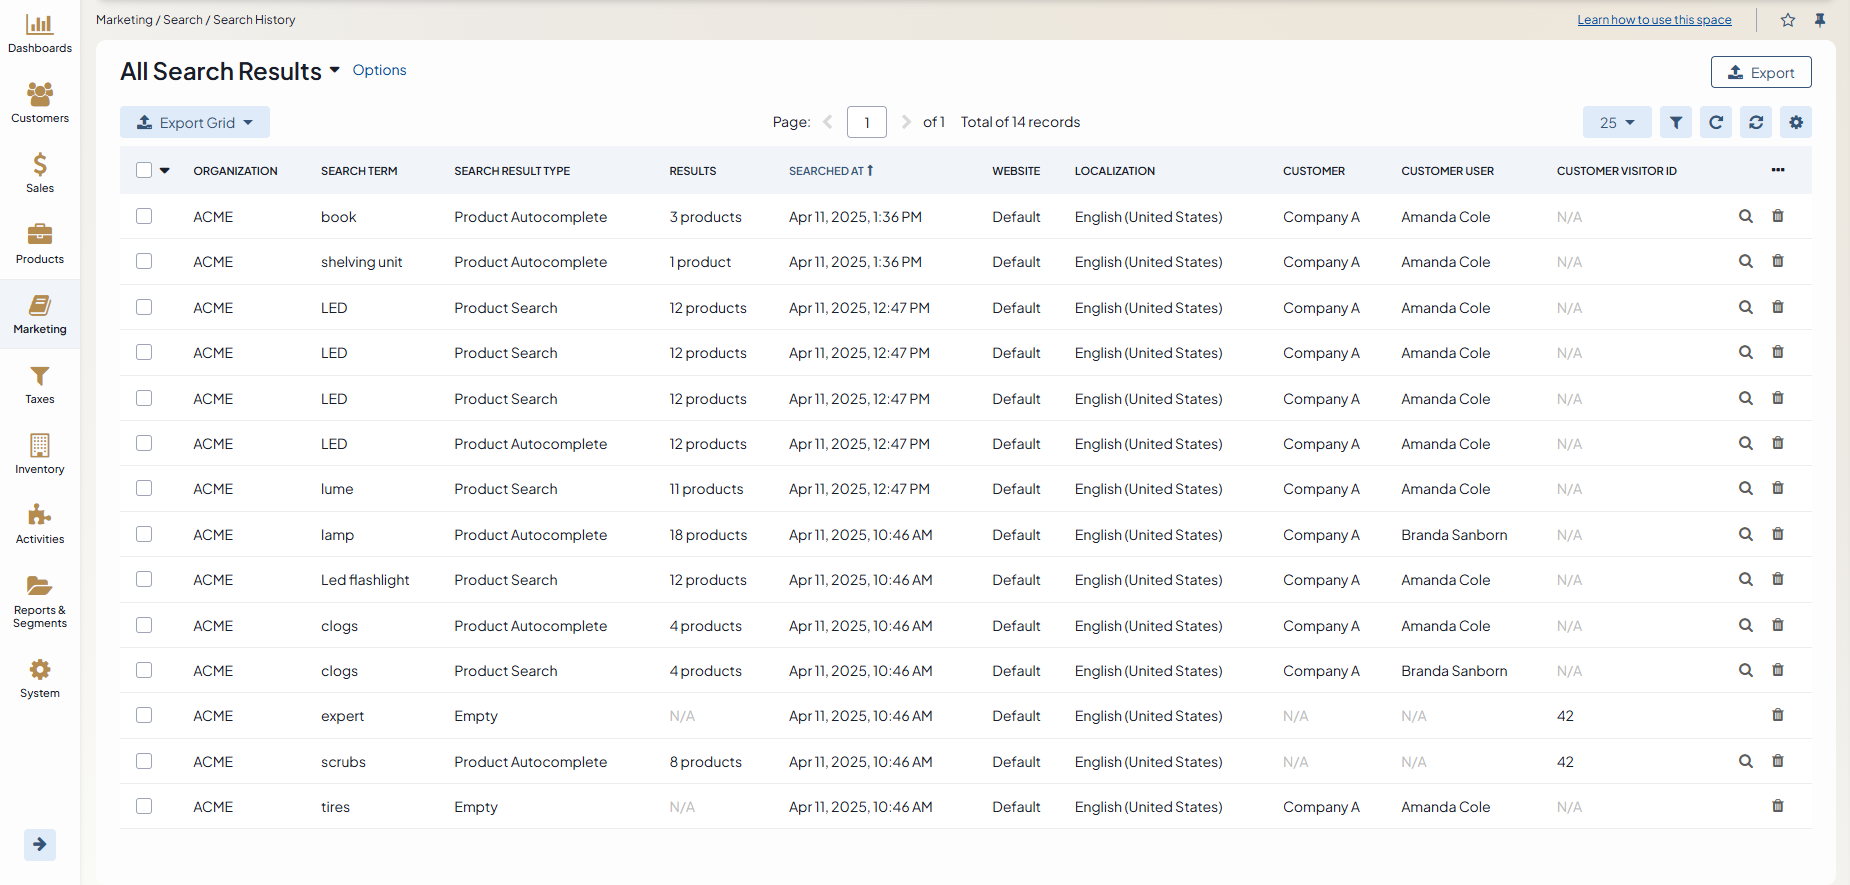 Marketing / Search / Search History
Learn how to use this space
Dashboards
Customers
Sales
Products
Marketing
Taxes
Inventory
Activities
Reports &
Segments
System
All Search Results Options
Export
Export Grid
Page: 1 of 1 Total of 14 records
25
ORGANIZATION SEARCH TERM SEARCH RESULT TYPE RESULTS SEARCHED AT WEBSITE LOCALIZATION CUSTOMER CUSTOMER USER CUSTOMER VISITOR ID
ACME book Product Autocomplete 3 products Apr 11, 2025, 1:36 PM Default English (United States) Company A Amanda Cole N/A
ACME shelving unit Product Autocomplete 1 product Apr 11, 2025, 1:36 PM Default English (United States) Company A Amanda Cole N/A
ACME LED Product Search 12 products Apr 11, 2025, 12:47 PM Default English (United States) Company A Amanda Cole N/A
ACME LED Product Search 12 products Apr 11, 2025, 12:47 PM Default English (United States) Company A Amanda Cole N/A
ACME LED Product Search 12 products Apr 11, 2025, 12:47 PM Default English (United States) Company A Amanda Cole N/A
ACME LED Product Autocomplete 12 products Apr 11, 2025, 12:47 PM Default English (United States) Company A Amanda Cole N/A
ACME lume Product Search 11 products Apr 11, 2025, 12:47 PM Default English (United States) Company A Amanda Cole N/A
ACME lamp Product Autocomplete 18 products Apr 11, 2025, 10:46 AM Default English (United States) Company A Branda Sanborn N/A
ACME Led flashlight Product Search 12 products Apr 11, 2025, 10:46 AM Default English (United States) Company A Amanda Cole N/A
ACME clogs Product Autocomplete 4 products Apr 11, 2025, 10:46 AM Default English (United States) Company A Amanda Cole N/A
ACME clogs Product Search 4 products Apr 11, 2025, 10:46 AM Default English (United States) Company A Branda Sanborn N/A
ACME expert Empty N/A Apr 11, 2025, 10:46 AM Default English (United States) N/A N/A 42
ACME scrubs Product Autocomplete 8 products Apr 11, 2025, 10:46 AM Default English (United States) N/A N/A 42
ACME tires Empty N/A Apr 11, 2025, 10:46 AM Default English (United States) Company A Amanda Cole N/A